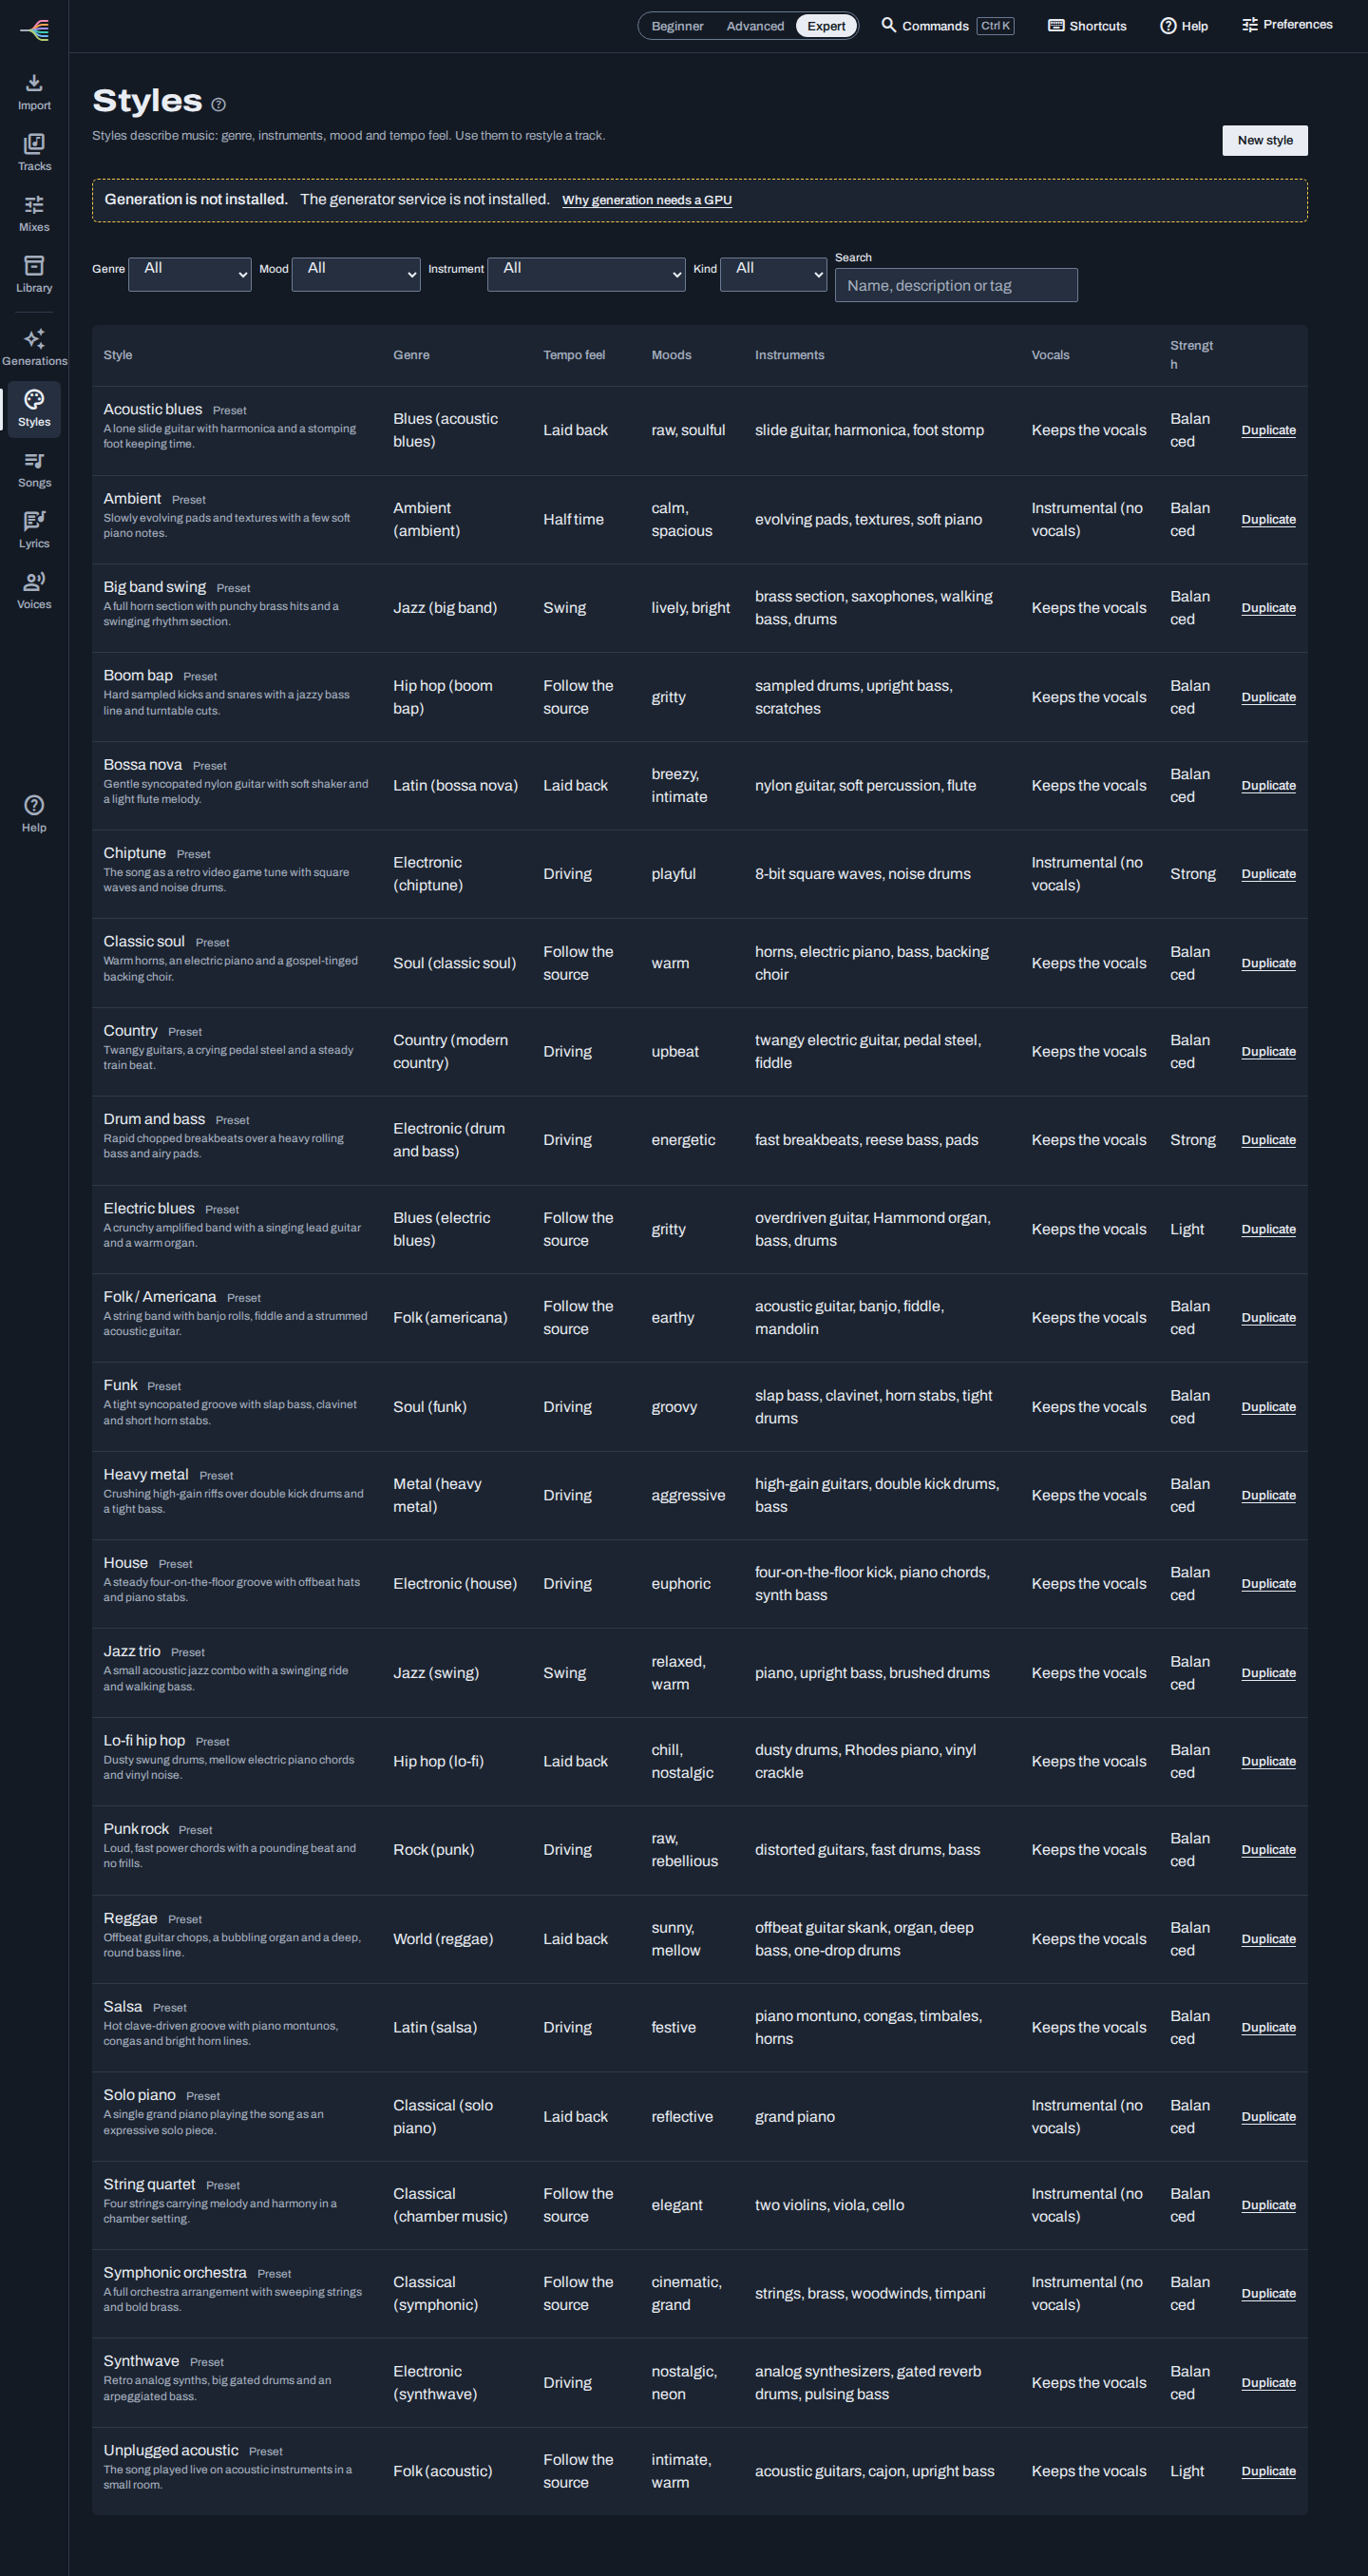 Beginner Advanced Expert Commands Ctrl K Shortcuts Help Preferences
Import
Tracks
Mixes
Library
Generations
Styles
Songs
Lyrics
Voices
Help
Styles
Styles describe music: genre, instruments, mood and tempo feel. Use them to restyle a track.
New style
Generation is not installed. The generator service is not installed. Why generation needs a GPU
Genre All Mood All Instrument All Kind All Search
Name, description or tag
Style Genre Tempo feel Moods Instruments Vocals Strengt
h
Acoustic blues Preset
A lone slide guitar with harmonica and a stomping
foot keeping time.
Blues (acoustic
blues)
Laid back
raw, soulful
slide guitar, harmonica, foot stomp
Keeps the vocals
Balan
ced
Duplicate
Ambient Preset
Slowly evolving pads and textures with a few soft
piano notes.
Ambient
(ambient)
Half time
calm,
spacious
evolving pads, textures, soft piano
Instrumental (no
vocals)
Balan
ced
Duplicate
Big band swing Preset
A full horn section with punchy brass hits and a
swinging rhythm section.
Jazz (big band)
Swing
lively, bright
brass section, saxophones, walking
bass, drums
Keeps the vocals
Balan
ced
Duplicate
Boom bap Preset
Hard sampled kicks and snares with a jazzy bass
line and turntable cuts.
Hip hop (boom
bap)
Follow the
source
gritty
sampled drums, upright bass,
scratches
Keeps the vocals
Balan
ced
Duplicate
Bossa nova Preset
Gentle syncopated nylon guitar with soft shaker and
a light flute melody.
Latin (bossa nova)
Laid back
breezy,
intimate
nylon guitar, soft percussion, flute
Keeps the vocals
Balan
ced
Duplicate
Chiptune Preset
The song as a retro video game tune with square
waves and noise drums.
Electronic
(chiptune)
Driving
playful
8-bit square waves, noise drums
Instrumental (no
vocals)
Strong
Duplicate
Classic soul Preset
Warm horns, an electric piano and a gospel-tinged
backing choir.
Soul (classic soul)
Follow the
source
warm
horns, electric piano, bass, backing
choir
Keeps the vocals
Balan
ced
Duplicate
Country Preset
Twangy guitars, a crying pedal steel and a steady
train beat.
Country (modern
country)
Driving
upbeat
twangy electric guitar, pedal steel,
fiddle
Keeps the vocals
Balan
ced
Duplicate
Drum and bass Preset
Rapid chopped breakbeats over a heavy rolling
bass and airy pads.
Electronic (drum
and bass)
Driving
energetic
fast breakbeats, reese bass, pads
Keeps the vocals
Strong
Duplicate
Electric blues Preset
A crunchy amplified band with a singing lead guitar
and a warm organ.
Blues (electric
blues)
Follow the
source
gritty
overdriven guitar, Hammond organ,
bass, drums
Keeps the vocals
Light
Duplicate
Folk / Americana Preset
A string band with banjo rolls, fiddle and a strummed
acoustic guitar.
Folk (americana)
Follow the
source
earthy
acoustic guitar, banjo, fiddle,
mandolin
Keeps the vocals
Balan
ced
Duplicate
Funk Preset
A tight syncopated groove with slap bass, clavinet
and short horn stabs.
Soul (funk)
Driving
groovy
slap bass, clavinet, horn stabs, tight
drums
Keeps the vocals
Balan
ced
Duplicate
Heavy metal Preset
Crushing high-gain riffs over double kick drums and
a tight bass.
Metal (heavy
metal)
Driving
aggressive
high-gain guitars, double kick drums,
bass
Keeps the vocals
Balan
ced
Duplicate
House Preset
A steady four-on-the-floor groove with offbeat hats
and piano stabs.
Electronic (house)
Driving
euphoric
four-on-the-floor kick, piano chords,
synth bass
Keeps the vocals
Balan
ced
Duplicate
Jazz trio Preset
A small acoustic jazz combo with a swinging ride
and walking bass.
Jazz (swing)
Swing
relaxed,
warm
piano, upright bass, brushed drums
Keeps the vocals
Balan
ced
Duplicate
Lo-fi hip hop Preset
Dusty swung drums, mellow electric piano chords
and vinyl noise.
Hip hop (lo-fi)
Laid back
chill,
nostalgic
dusty drums, Rhodes piano, vinyl
crackle
Keeps the vocals
Balan
ced
Duplicate
Punk rock Preset
Loud, fast power chords with a pounding beat and
no frills.
Rock (punk)
Driving
raw,
rebellious
distorted guitars, fast drums, bass
Keeps the vocals
Balan
ced
Duplicate
Reggae Preset
Offbeat guitar chops, a bubbling organ and a deep,
round bass line.
World (reggae)
Laid back
sunny,
mellow
offbeat guitar skank, organ, deep
bass, one-drop drums
Keeps the vocals
Balan
ced
Duplicate
Salsa Preset
Hot clave-driven groove with piano montunos,
congas and bright horn lines.
Latin (salsa)
Driving
festive
piano montuno, congas, timbales,
horns
Keeps the vocals
Balan
ced
Duplicate
Solo piano Preset
A single grand piano playing the song as an
expressive solo piece.
Classical (solo
piano)
Laid back
reflective
grand piano
Instrumental (no
vocals)
Balan
ced
Duplicate
String quartet Preset
Four strings carrying melody and harmony in a
chamber setting.
Classical
(chamber music)
Follow the
source
elegant
two violins, viola, cello
Instrumental (no
vocals)
Balan
ced
Duplicate
Symphonic orchestra Preset
A full orchestra arrangement with sweeping strings
and bold brass.
Classical
(symphonic)
Follow the
source
cinematic,
grand
strings, brass, woodwinds, timpani
Instrumental (no
vocals)
Balan
ced
Duplicate
Synthwave Preset
Retro analog synths, big gated drums and an
arpeggiated bass.
Electronic
(synthwave)
Driving
nostalgic,
neon
analog synthesizers, gated reverb
drums, pulsing bass
Keeps the vocals
Balan
ced
Duplicate
Unplugged acoustic Preset
The song played live on acoustic instruments in a
small room.
Folk (acoustic)
Follow the
source
intimate,
warm
acoustic guitars, cajon, upright bass
Keeps the vocals
Light
Duplicate